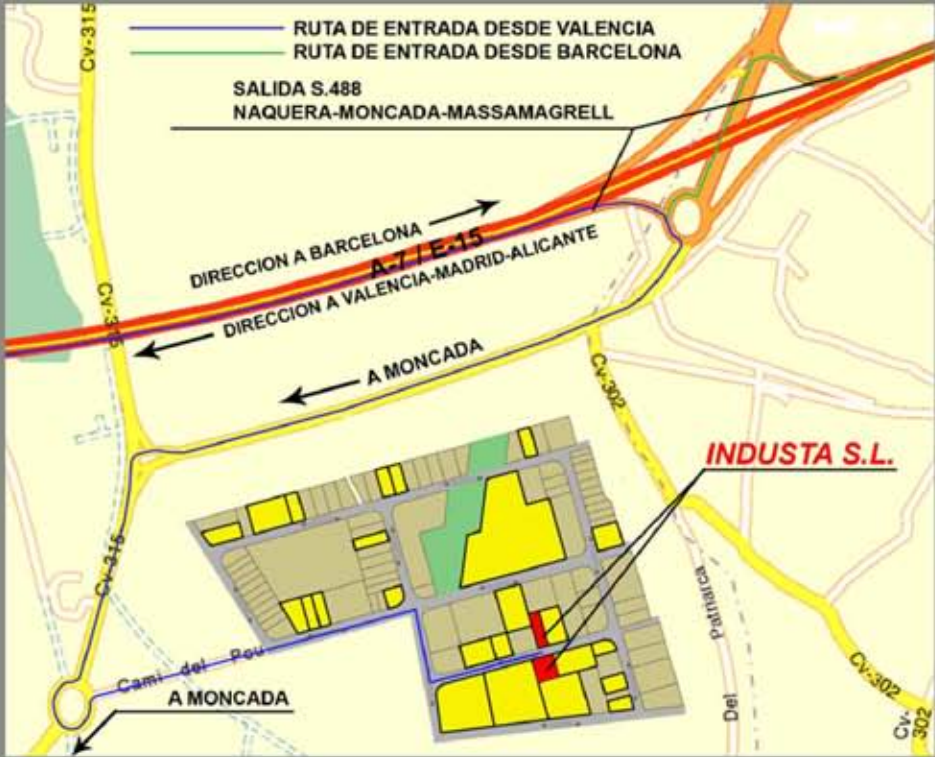 Cv-315
RUTA DE ENTRADA DESDE VALENCIA
RUTA DE ENTRADA DESDE BARCELONA
SALIDA S.488
NAQUERA-MONCADA-MASSAMAGRELL
DIRECCION A BARCELONA
A-7 / E-15
DIRECCION A VALENCIA-MADRID-ALICANTE
Cv-315
A MONCADA
Cv-302
INDUSTA S.L.
Cv-315
Patriarca
Del
Cami del Pou
A MONCADA
Cv-302
Cv-302